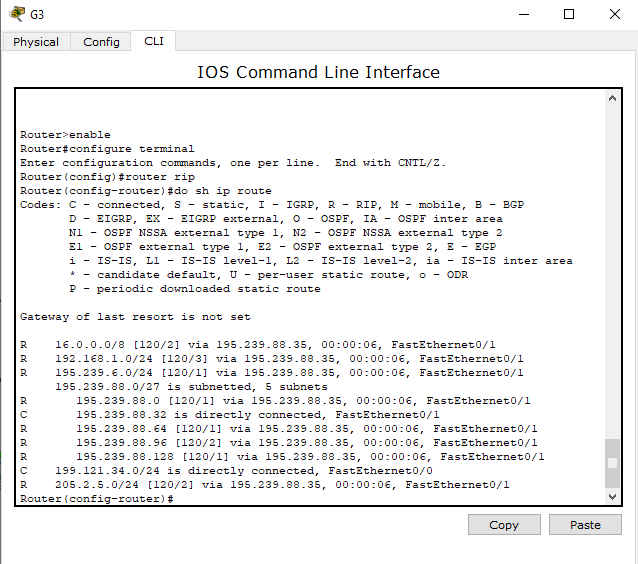 G3
Physical Config CLI
IOS Command Line Interface
Router>enable
Router#configure terminal
Enter configuration commands, one per line.  End with CNTL/Z.
Router(config)#router rip
Router(config-router)#do sh ip route
Codes: C - connected, S - static, I - IGRP, R - RIP, M - mobile, B - BGP
       D - EIGRP, EX - EIGRP external, O - OSPF, IA - OSPF inter area
       N1 - OSPF NSSA external type 1, N2 - OSPF NSSA external type 2
       E1 - OSPF external type 1, E2 - OSPF external type 2, E - EGP
       i - IS-IS, L1 - IS-IS level-1, L2 - IS-IS level-2, ia - IS-IS inter area
       * - candidate default, U - per-user static route, o - ODR
       P - periodic downloaded static route
Gateway of last resort is not set
R    16.0.0.0/8 [120/2] via 195.239.88.35, 00:00:06, FastEthernet0/1
R    192.168.1.0/24 [120/3] via 195.239.88.35, 00:00:06, FastEthernet0/1
R    195.239.6.0/24 [120/1] via 195.239.88.35, 00:00:06, FastEthernet0/1
     195.239.88.0/27 is subnetted, 5 subnets
R       195.239.88.0 [120/1] via 195.239.88.35, 00:00:06, FastEthernet0/1
C       195.239.88.32 is directly connected, FastEthernet0/1
R       195.239.88.64 [120/1] via 195.239.88.35, 00:00:06, FastEthernet0/1
R       195.239.88.96 [120/2] via 195.239.88.35, 00:00:06, FastEthernet0/1
R       195.239.88.128 [120/1] via 195.239.88.35, 00:00:06, FastEthernet0/1
C    199.121.34.0/24 is directly connected, FastEthernet0/0
R    205.2.5.0/24 [120/2] via 195.239.88.35, 00:00:06, FastEthernet0/1
Router(config-router)#
Copy Paste